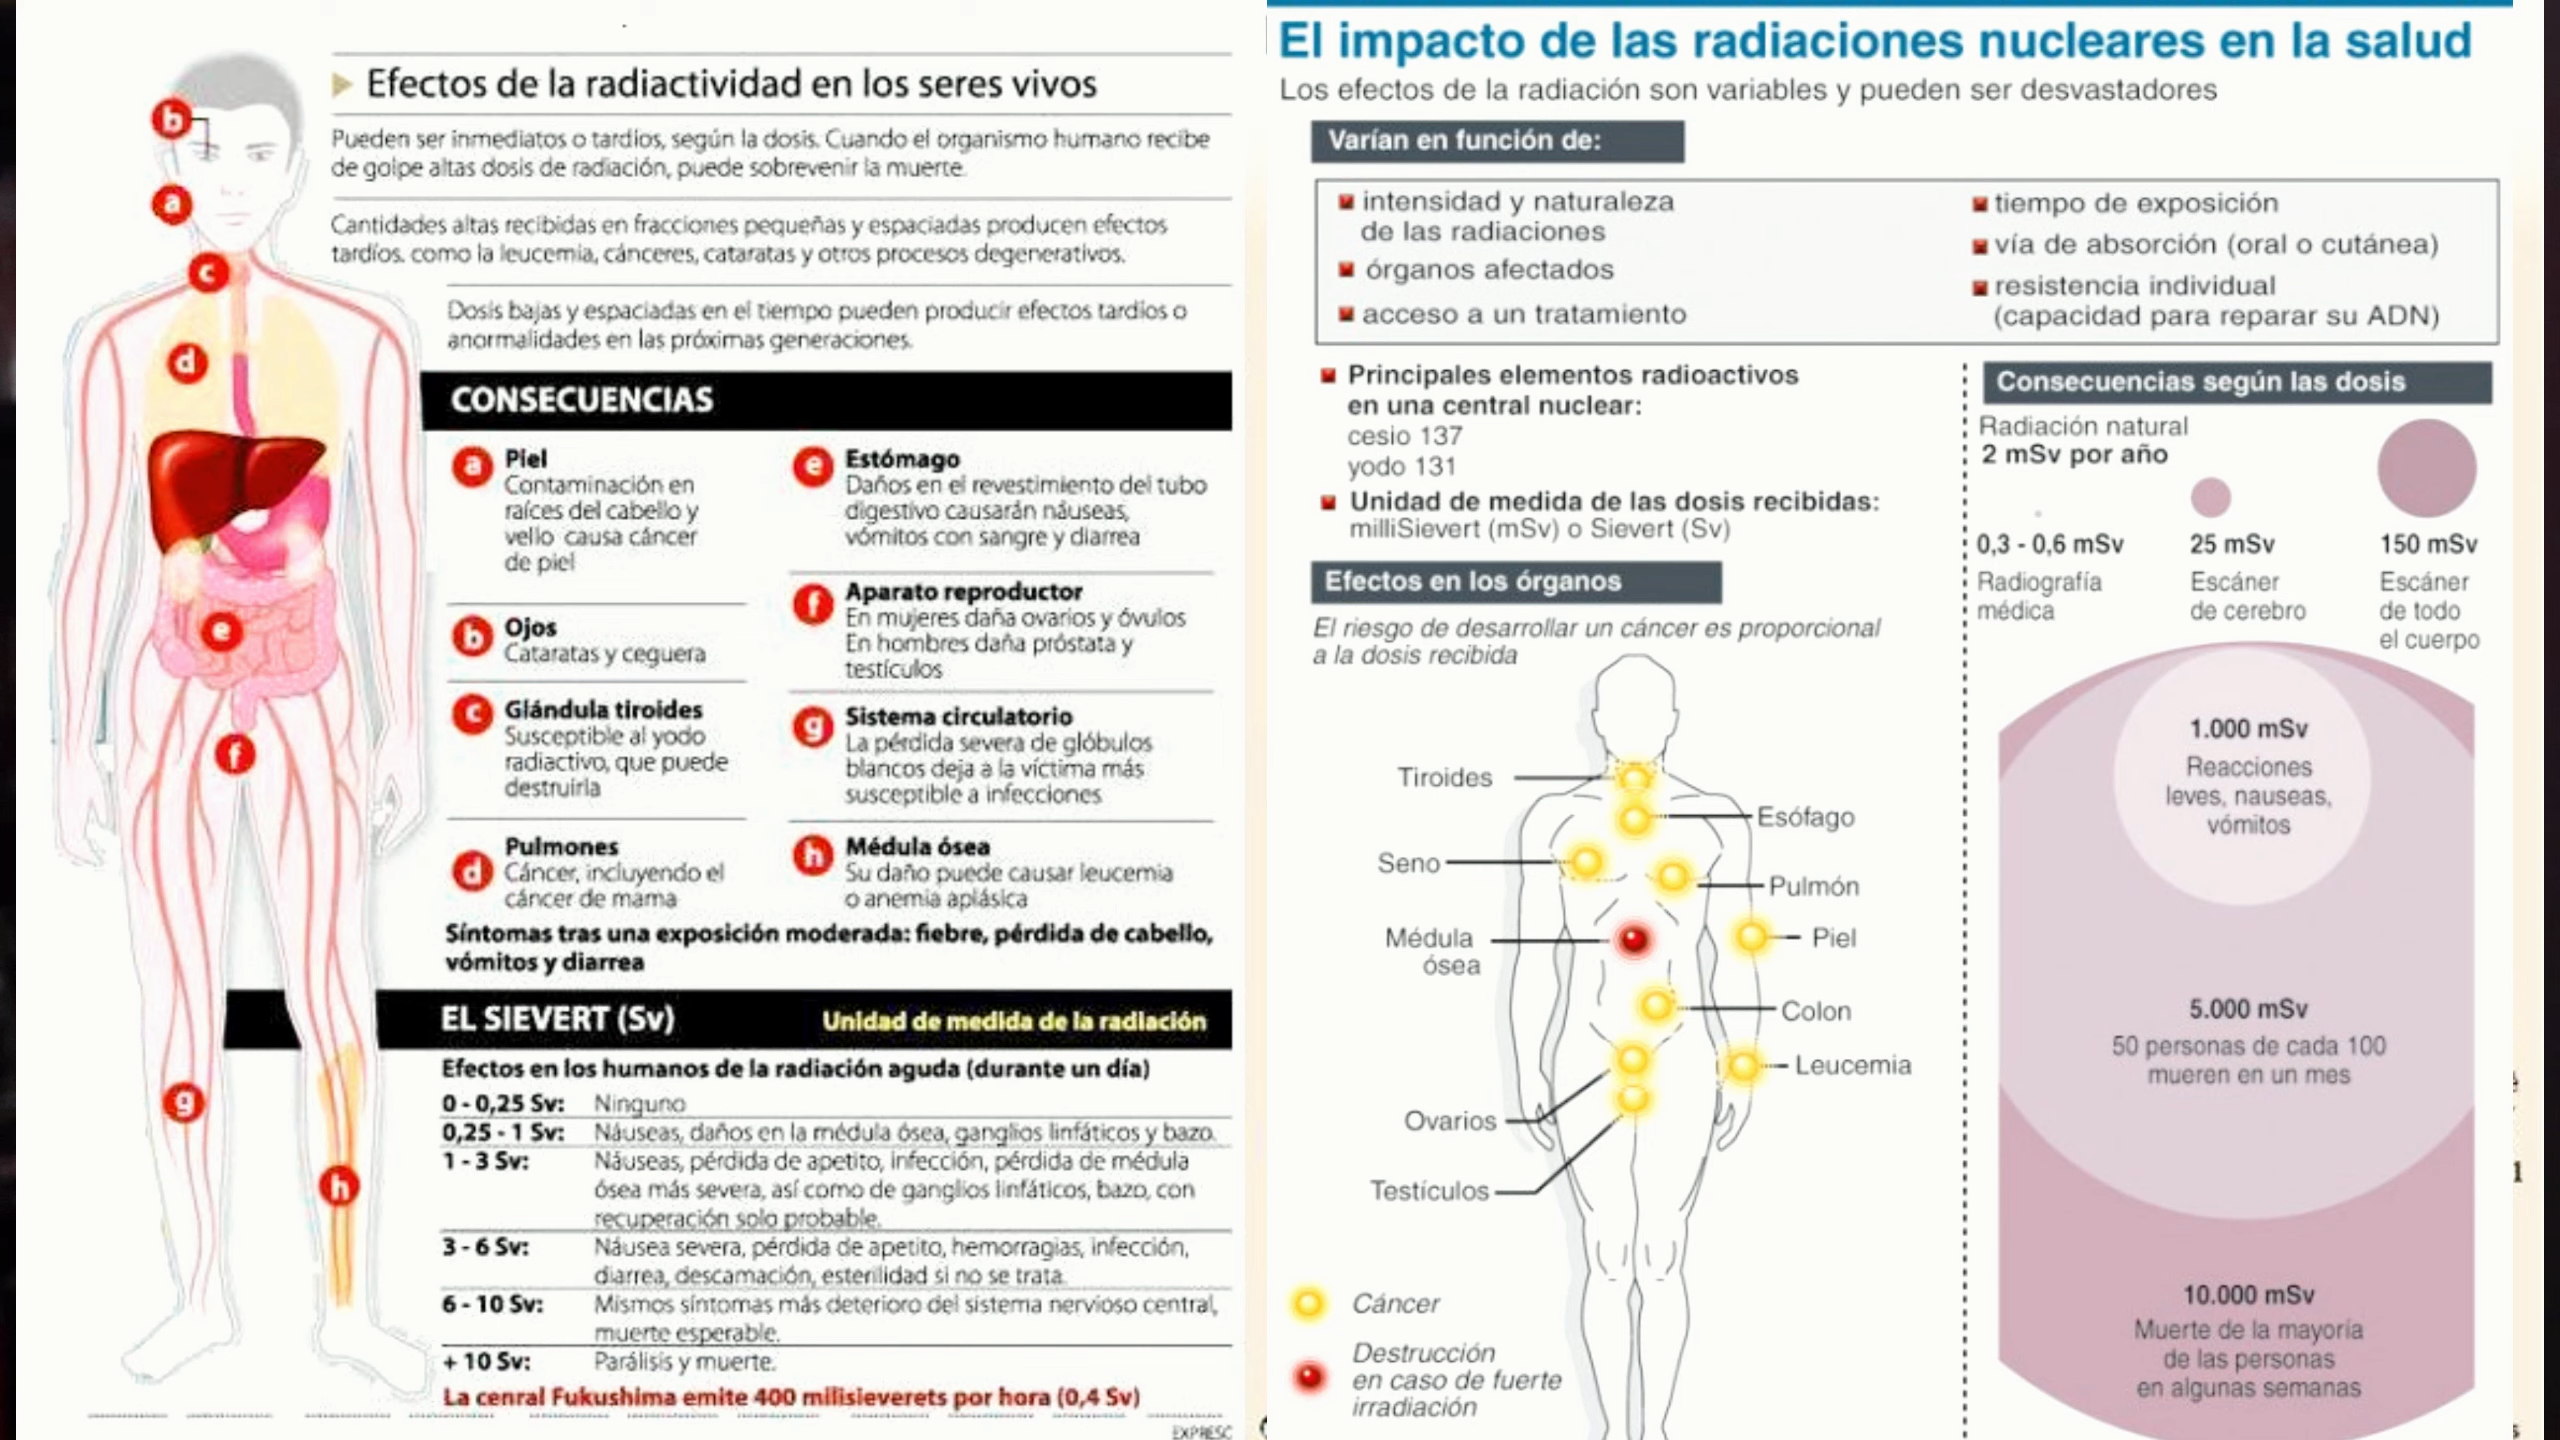 Efectos de la radiactividad en los seres vivos
Pueden ser inmediatos o tardíos, según la dosis. Cuando el organismo humano recibe
de golpe altas dosis de radiación, puede sobrevenir la muerte.
Cantidades altas recibidas en fracciones pequeñas y espaciadas producen efectos
tardíos. como la leucemia, cánceres, cataratas y otros procesos degenerativos.
Dosis bajas y espaciadas en el tiempo pueden producir efectos tardíos o
anormalidades en las próximas generaciones.
b
a
c
d
e
f
g
h
CONSECUENCIAS
a Piel
Contaminación en
raíces del cabello y
vello causa cáncer
de piel
b Ojos
Cataratas y ceguera
c Glándula tiroides
Susceptible al yodo
radiactivo, que puede
destruirla
d Pulmones
Cáncer, incluyendo el
cáncer de mama
e Estómago
Daños en el revestimiento del tubo
digestivo causarán náuseas,
vómitos con sangre y diarrea
f Aparato reproductor
En mujeres daña ovarios y óvulos
En hombres daña próstata y
testículos
g Sistema circulatorio
La pérdida severa de glóbulos
blancos deja a la víctima más
susceptible a infecciones
h Médula ósea
Su daño puede causar leucemia
o anemia aplásica
Síntomas tras una exposición moderada: fiebre, pérdida de cabello,
vómitos y diarrea
EL SIEVERT (Sv) Unidad de medida de la radiación
Efectos en los humanos de la radiación aguda (durante un día)
0 - 0,25 Sv: Ninguno
0,25 - 1 Sv: Náuseas, daños en la médula ósea, ganglios linfáticos y bazo.
1 - 3 Sv: Náuseas, pérdida de apetito, infección, pérdida de médula
ósea más severa, así como de ganglios linfáticos, bazo, con
recuperación solo probable.
3 - 6 Sv: Náusea severa, pérdida de apetito, hemorragias, infección,
diarrea, descamación, esterilidad si no se trata.
6 - 10 Sv: Mismos síntomas más deterioro del sistema nervioso central,
muerte esperable.
+ 10 Sv: Parálisis y muerte.
La cenral Fukushima emite 400 milisieverets por hora (0,4 Sv)
El impacto de las radiaciones nucleares en la salud
Los efectos de la radiación son variables y pueden ser desvastadores
Varían en función de:
intensidad y naturaleza
de las radiaciones
órganos afectados
acceso a un tratamiento
tiempo de exposición
vía de absorción (oral o cutánea)
resistencia individual
(capacidad para reparar su ADN)
Principales elementos radioactivos
en una central nuclear:
cesio 137
yodo 131
Unidad de medida de las dosis recibidas:
milliSievert (mSv) o Sievert (Sv)
Efectos en los órganos
El riesgo de desarrollar un cáncer es proporcional
a la dosis recibida
Tiroides
Esófago
Seno
Pulmón
Médula
ósea
Piel
Colon
Leucemia
Ovarios
Testículos
Cáncer
Destrucción
en caso de fuerte
irradiación
Consecuencias según las dosis
Radiación natural
2 mSv por año
0,3 - 0,6 mSv
Radiografía
médica
25 mSv
Escáner
de cerebro
150 mSv
Escáner
de todo
el cuerpo
1.000 mSv
Reacciones
leves, nauseas,
vómitos
5.000 mSv
50 personas de cada 100
mueren en un mes
10.000 mSv
Muerte de la mayoría
de las personas
en algunas semanas